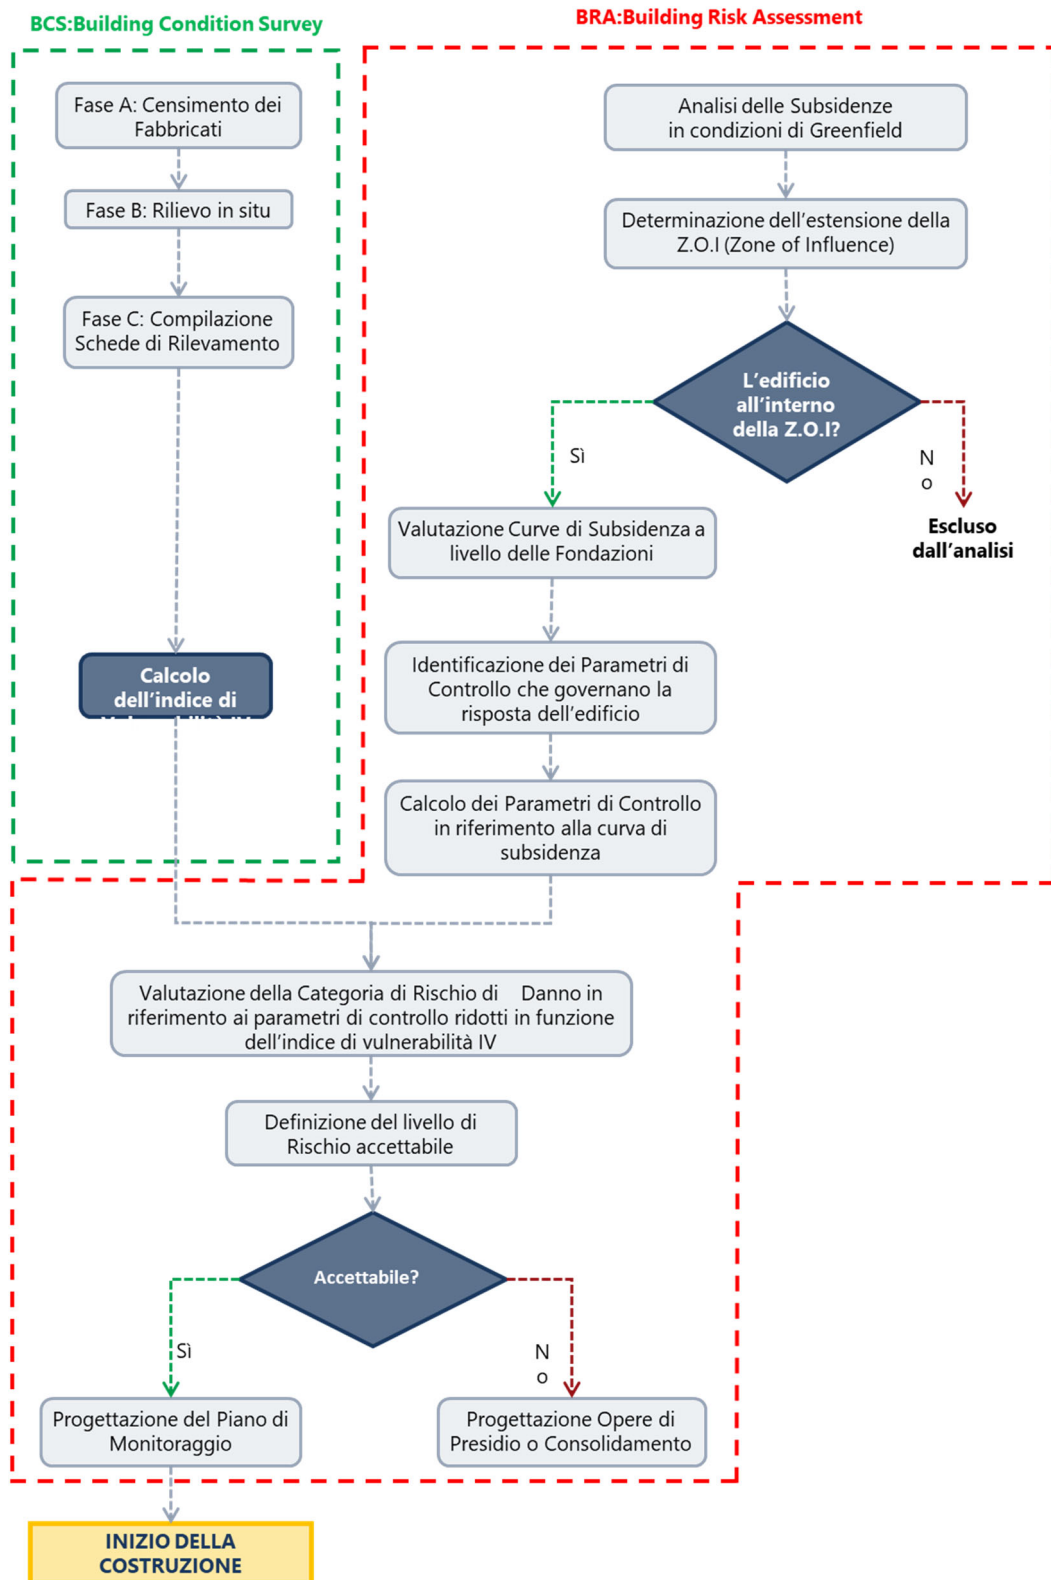 BCS:Building Condition Survey
BRA:Building Risk Assessment
Fase A: Censimento dei
Fabbricati
Fase B: Rilievo in situ
Fase C: Compilazione
Schede di Rilevamento
Calcolo
dell’indice di
Analisi delle Subsidenze
in condizioni di Greenfield
Determinazione dell’estensione della
Z.O.I (Zone of Influence)
L’edificio
all’interno
della Z.O.I?
Sì
N
o
Escluso
dall’analisi
Valutazione Curve di Subsidenza a
livello delle Fondazioni
Identificazione dei Parametri di
Controllo che governano la
risposta dell’edificio
Calcolo dei Parametri di Controllo
in riferimento alla curva di
subsidenza
Valutazione della Categoria di Rischio di Danno in
riferimento ai parametri di controllo ridotti in funzione
dell’indice di vulnerabilità IV
Definizione del livello di
Rischio accettabile
Accettabile?
Sì
N
o
Progettazione del Piano di
Monitoraggio
Progettazione Opere di
Presidio o Consolidamento
INIZIO DELLA
COSTRUZIONE